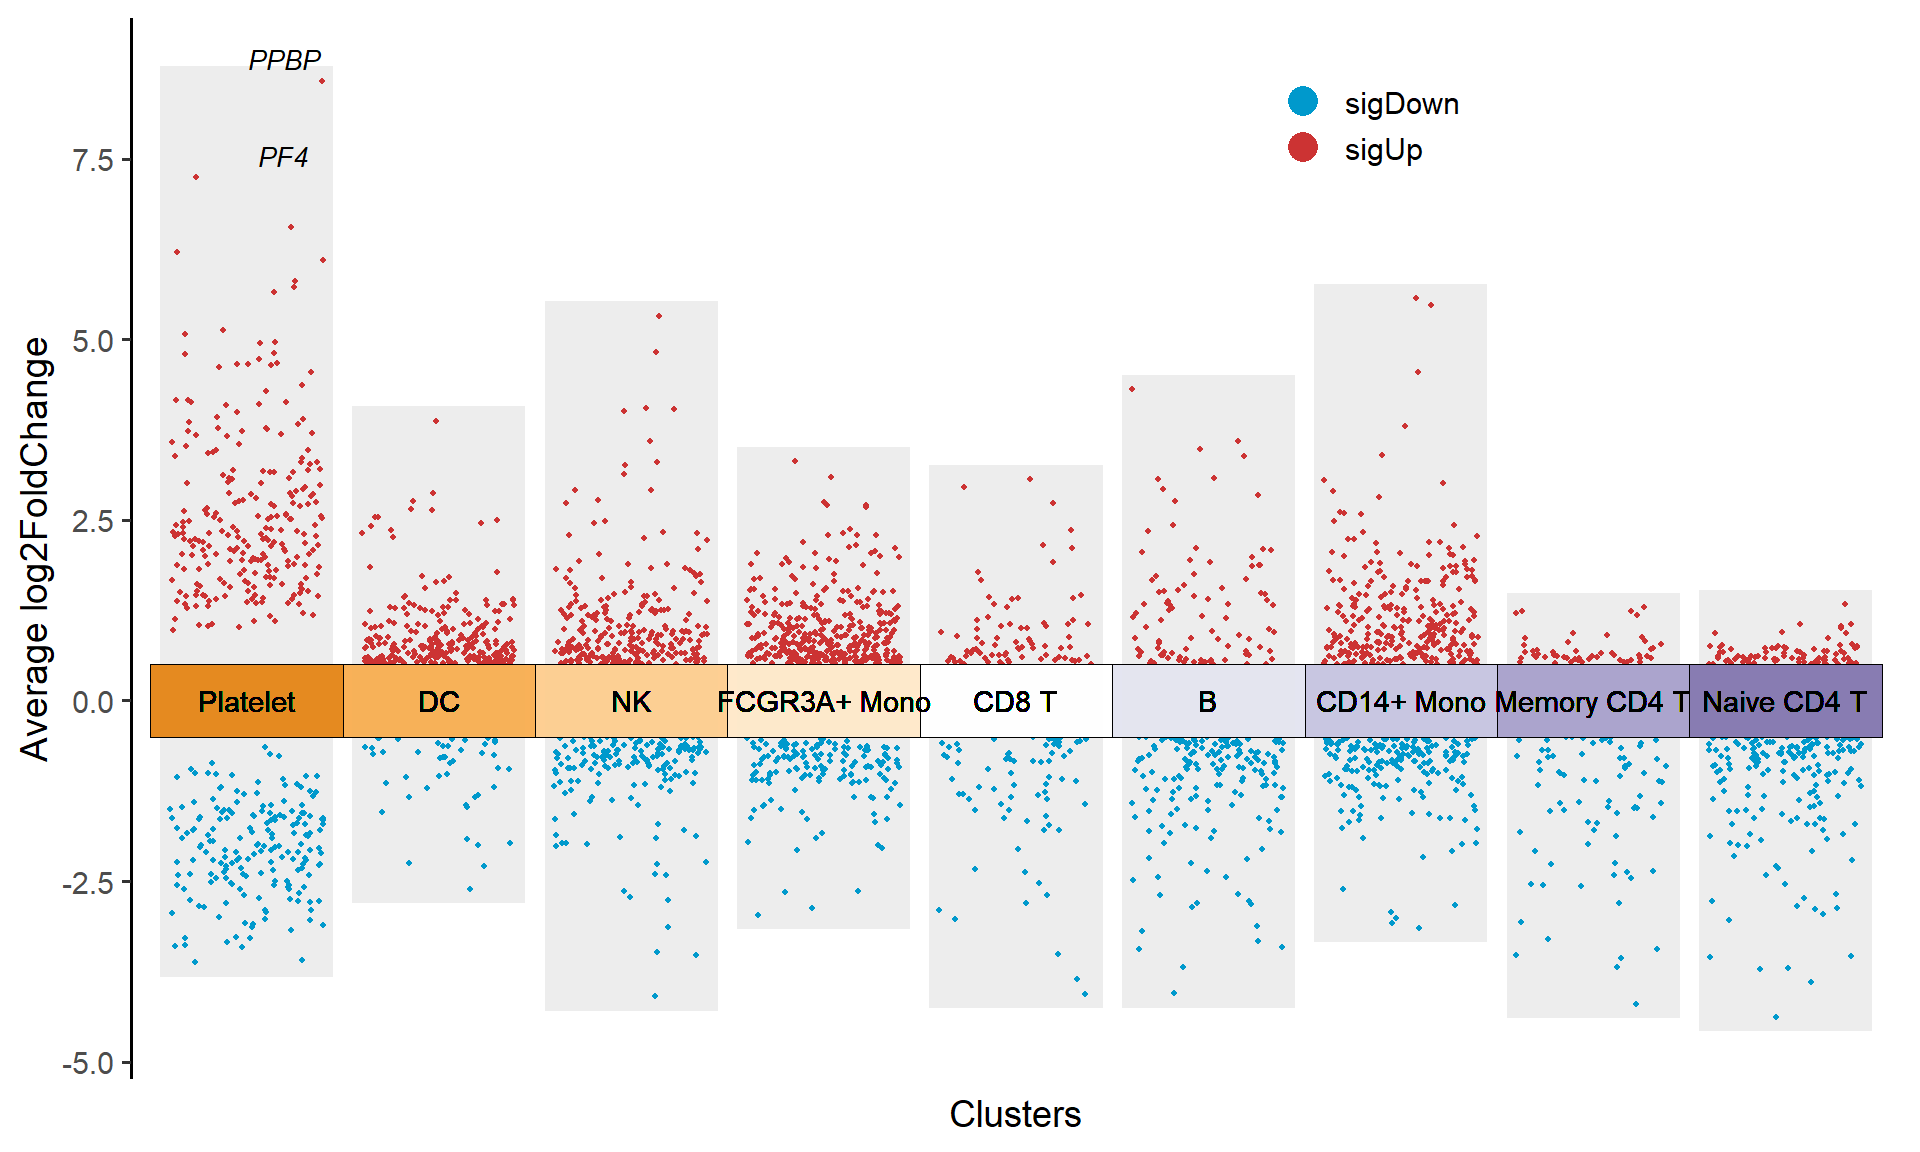 PPBP
PF4
sigDown
sigUp
7.5
5.0
2.5
0.0
-2.5
-5.0
Average log2FoldChange
Platelet
DC
NK
FCGR3A+ Mono
CD8 T
B
CD14+ Mono
Memory CD4 T
Naive CD4 T
Clusters